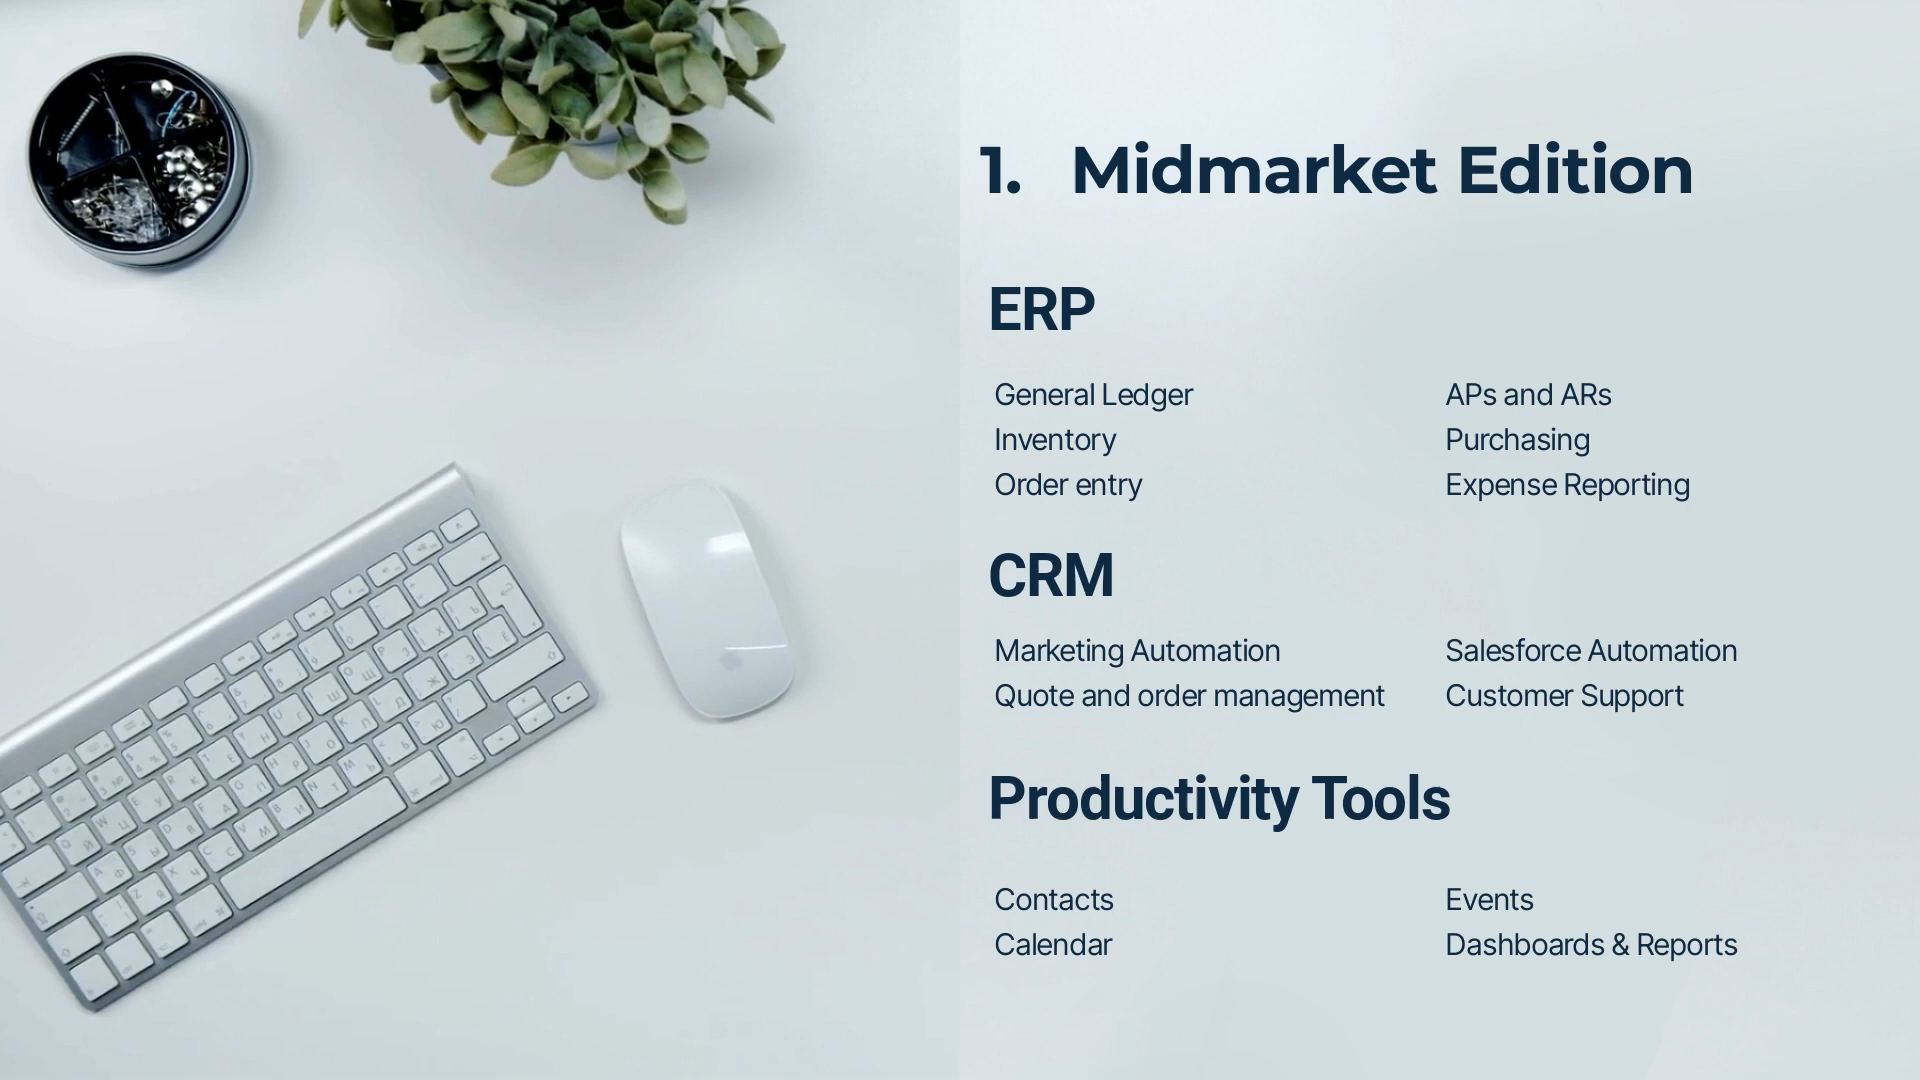 1. Midmarket Edition
ERP
General Ledger
Inventory
Order entry
APs and ARs
Purchasing
Expense Reporting
CRM
Marketing Automation
Quote and order management
Salesforce Automation
Customer Support
Productivity Tools
Contacts
Calendar
Events
Dashboards & Reports